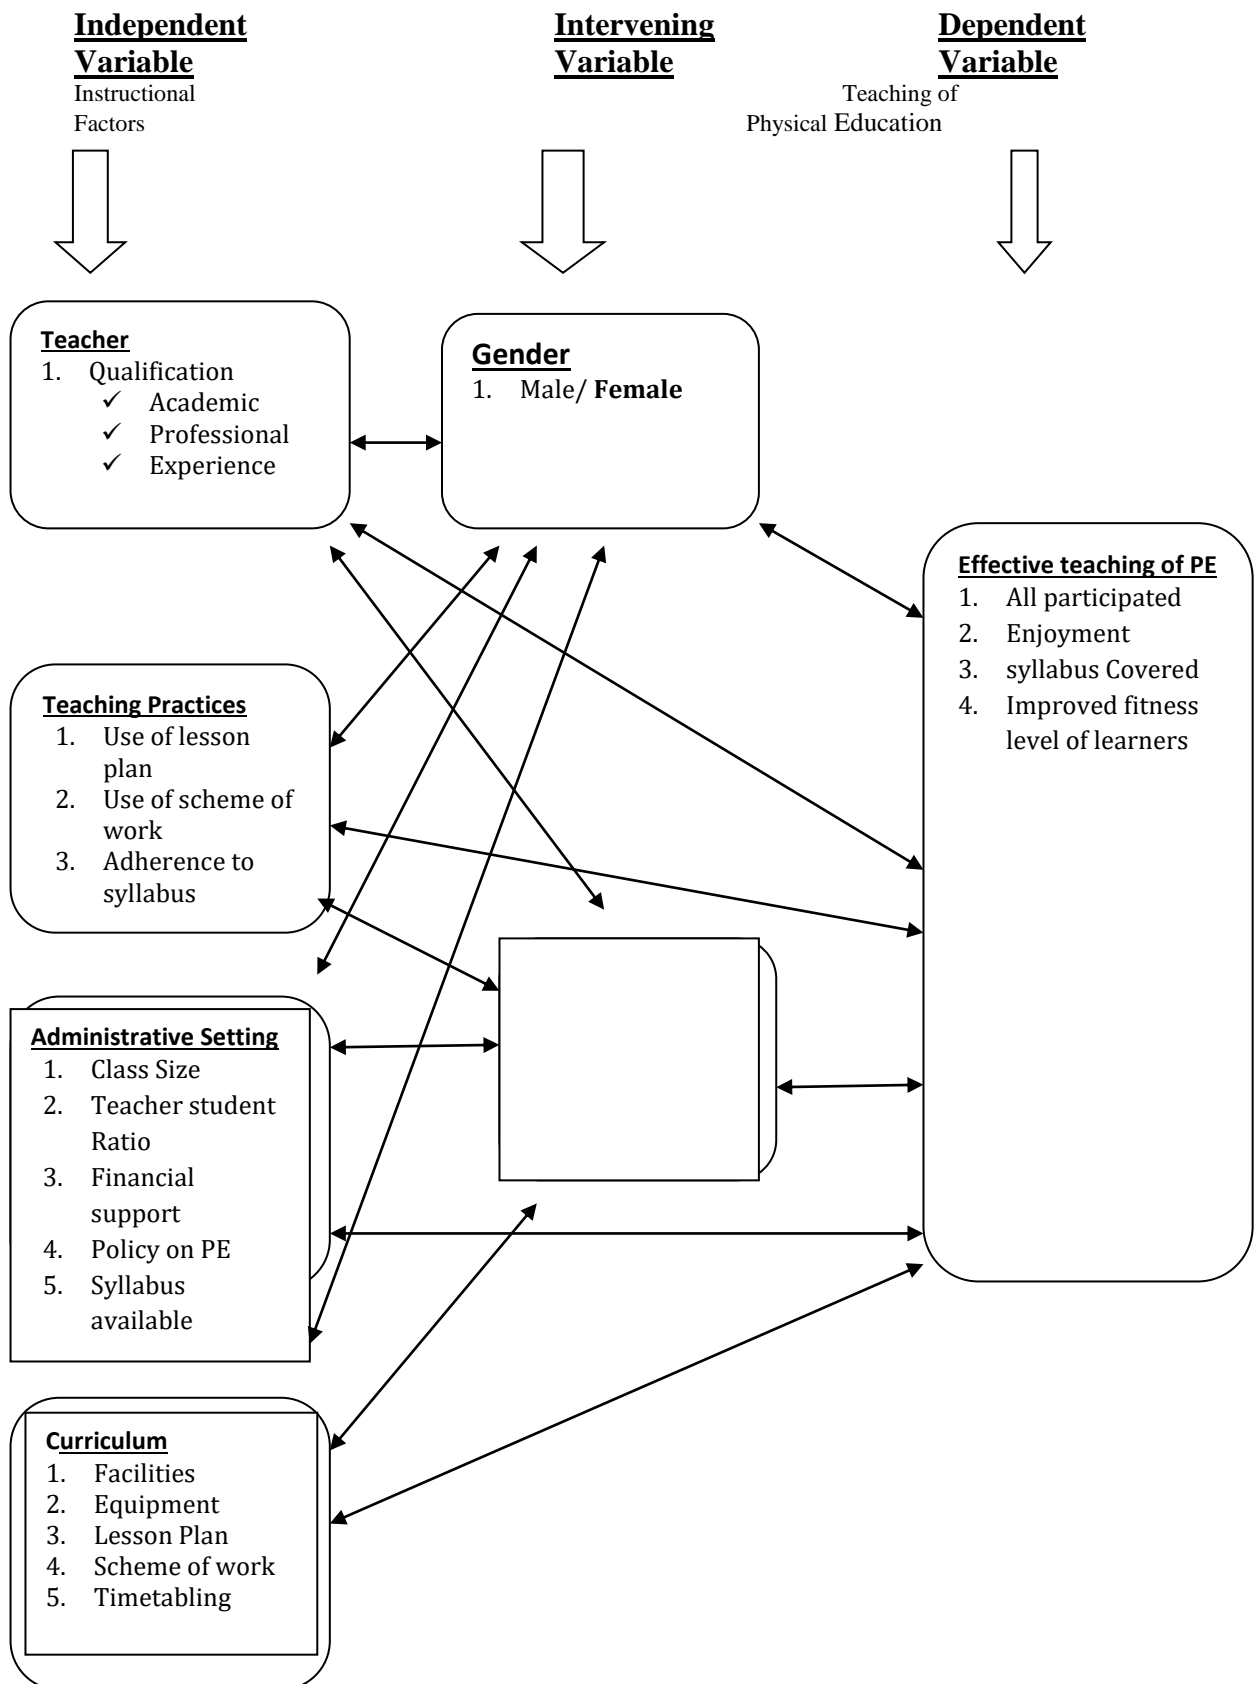 Independent
Variable
Instructional
Factors
Intervening
Variable
Dependent
Variable
Teaching of
Physical Education
Teacher
1. Qualification
✓ Academic
✓ Professional
✓ Experience
Gender
1. Male/ Female
Effective teaching of PE
1. All participated
2. Enjoyment
3. syllabus Covered
4. Improved fitness
level of learners
Teaching Practices
1. Use of lesson
plan
2. Use of scheme of
work
3. Adherence to
syllabus
Administrative Setting
1. Class Size
2. Teacher student
Ratio
3. Financial
support
4. Policy on PE
5. Syllabus
available
Curriculum
1. Facilities
2. Equipment
3. Lesson Plan
4. Scheme of work
5. Timetabling